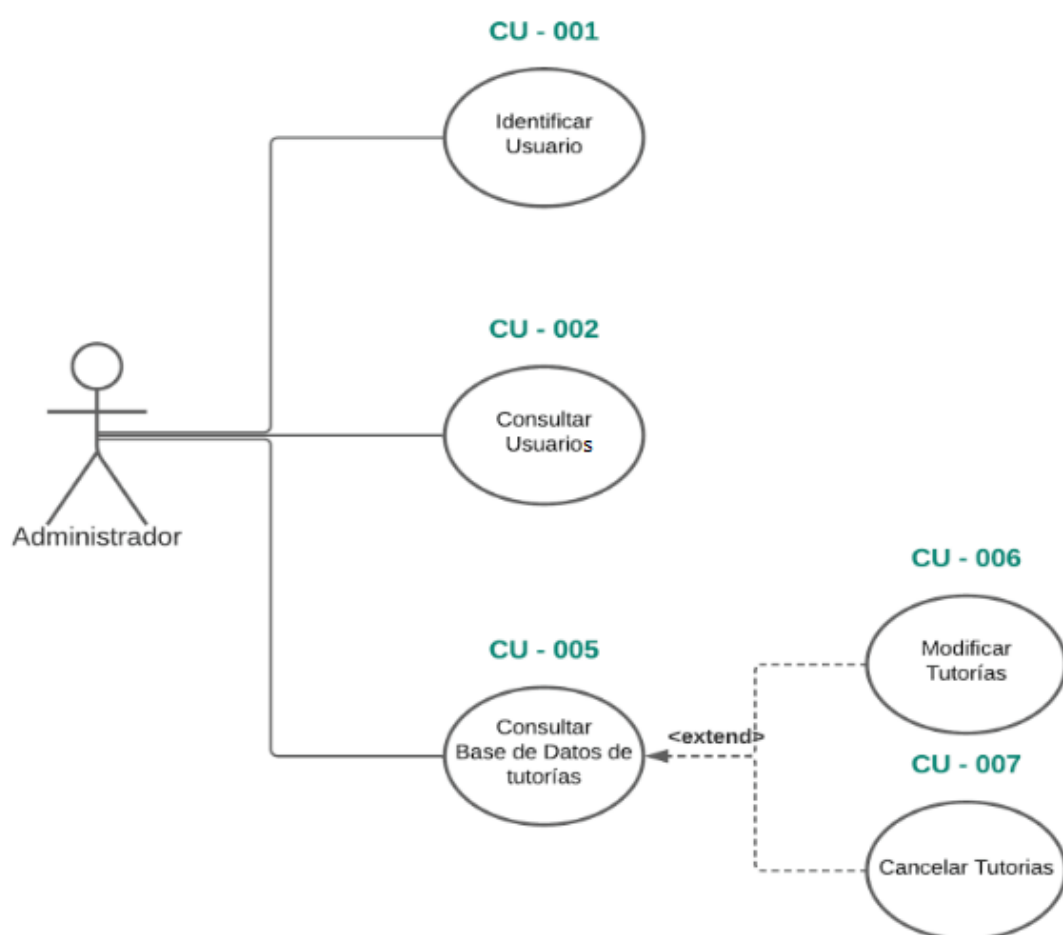 CU - 001
Identificar
Usuario
CU - 002
Consultar
Usuarios
Administrador
CU - 006
Modificar
Tutorías
CU - 005
Consultar
Base de Datos de
tutorías
<extend>
CU - 007
Cancelar Tutorias